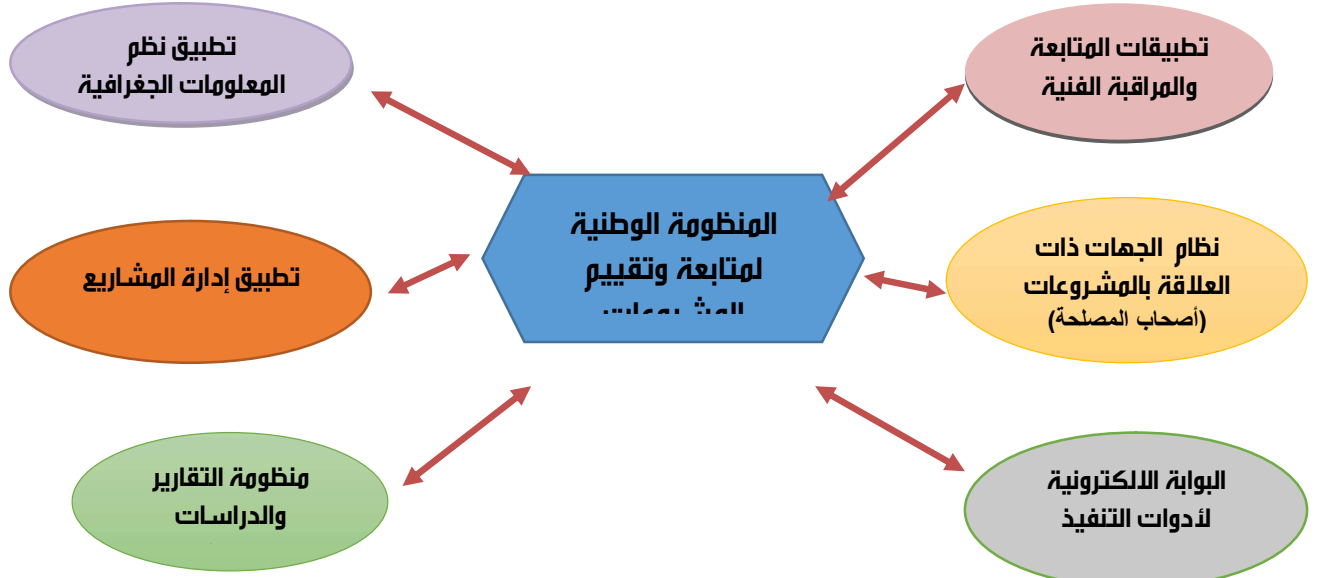 تطبيقات المتابعة
والمراقبة الفنية
تطبيق نظم
المعلومات الجغرافية
المنظومة الوطنية
لمتابعة وتقييم
المشروعات
نظام الجهات ذات
العلاقة بالمشروعات
(أصحاب المصلحة)
تطبيق إدارة المشاريع
البوابة الالكترونية
لأدوات التنفيذ
منظومة التقارير
والدراسات